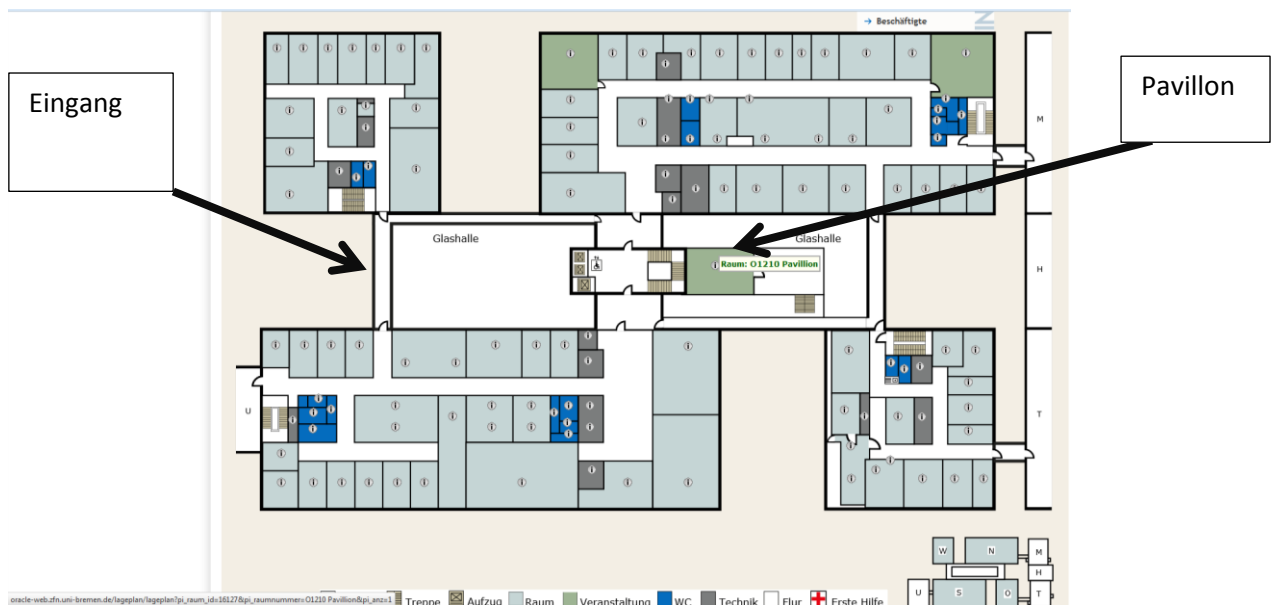 → Beschäftigte
Eingang
Pavillon
M
Glashalle
Glashalle
Raum: O1210 Pavillion
H
U
T
W
N
M
H
U
S
Ö
T
oracle-web.zfn.uni-bremen.de/lageplan/lageplan?pi_raum_id=16127&pi_raumnummer=O1210 Pavillion&pi_anz=1
Treppe Aufzug Raum Veranstaltung WC Technik Flur Erste Hilfe